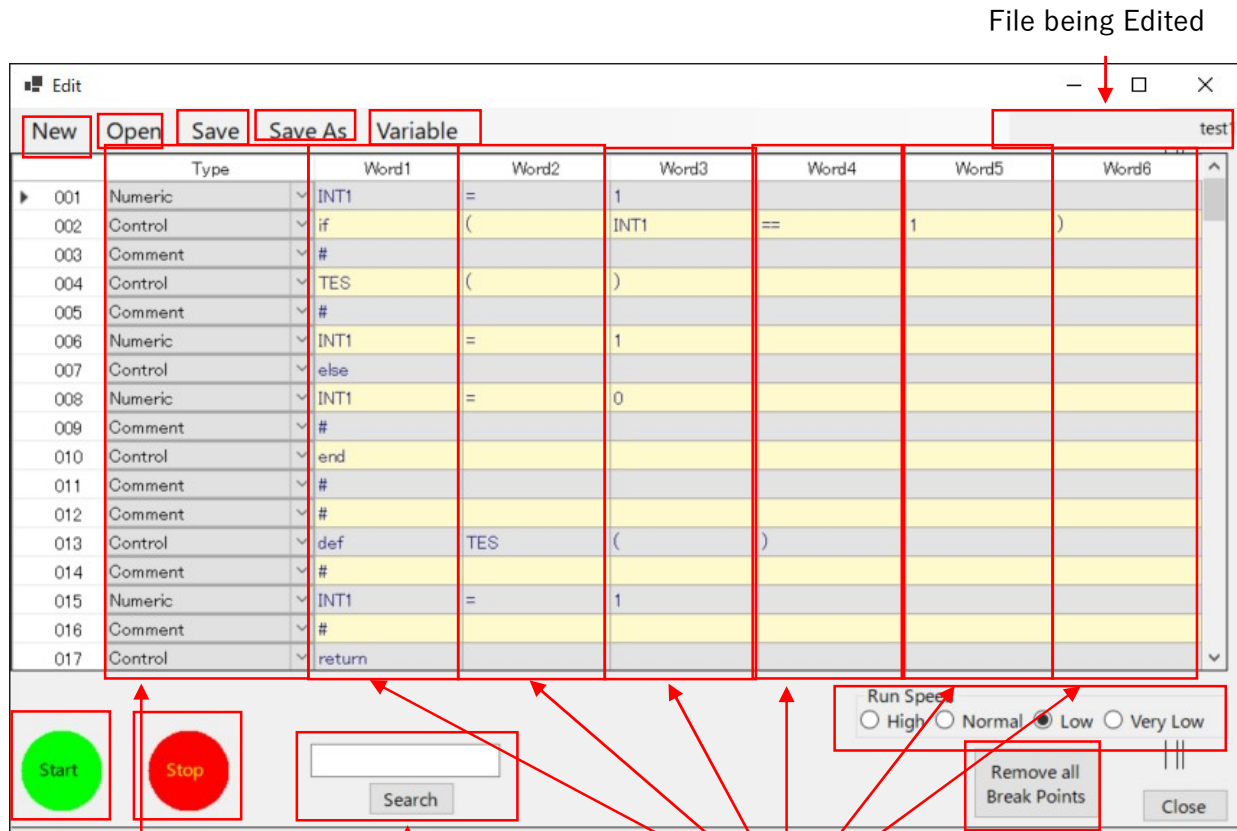 File being Edited
Edit
New Open Save Save As Variable test1
Type Word1 Word2 Word3 Word4 Word5 Word6
001 Numeric INT1 = 1
002 Control if ( INT1 == 1 )
003 Comment #
004 Control TES ( )
005 Comment #
006 Numeric INT1 = 1
007 Control else
008 Numeric INT1 = 0
009 Comment #
010 Control end
011 Comment #
012 Comment #
013 Control def TES ( )
014 Comment #
015 Numeric INT1 = 1
016 Comment #
017 Control return
Run Speed
High Normal Low Very Low
Start Stop
Search
Remove all
Break Points
Close